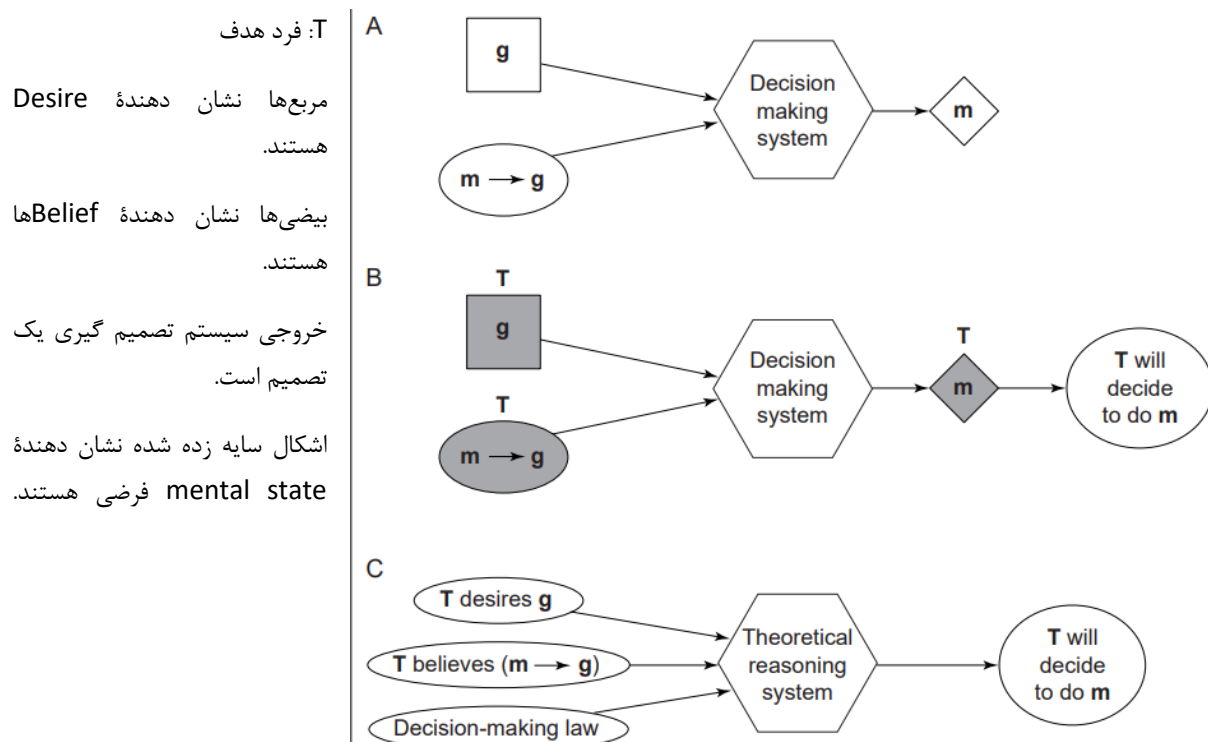 T: فرد هدف
مربع‌ها نشان دهندۀ Desire
هستند.
بیضی‌ها نشان دهندۀ Beliefها
هستند.
خروجی سیستم تصمیم گیری یک
تصمیم است.
اشکال سایه زده شده نشان دهندۀ
mental state فرضی هستند.
A
g
m → g
Decision
making
system
m
B
T
g
T
m → g
Decision
making
system
T
m
T will
decide
to do m
C
T desires g
T believes (m → g)
Decision-making law
Theoretical
reasoning
system
T will
decide
to do m